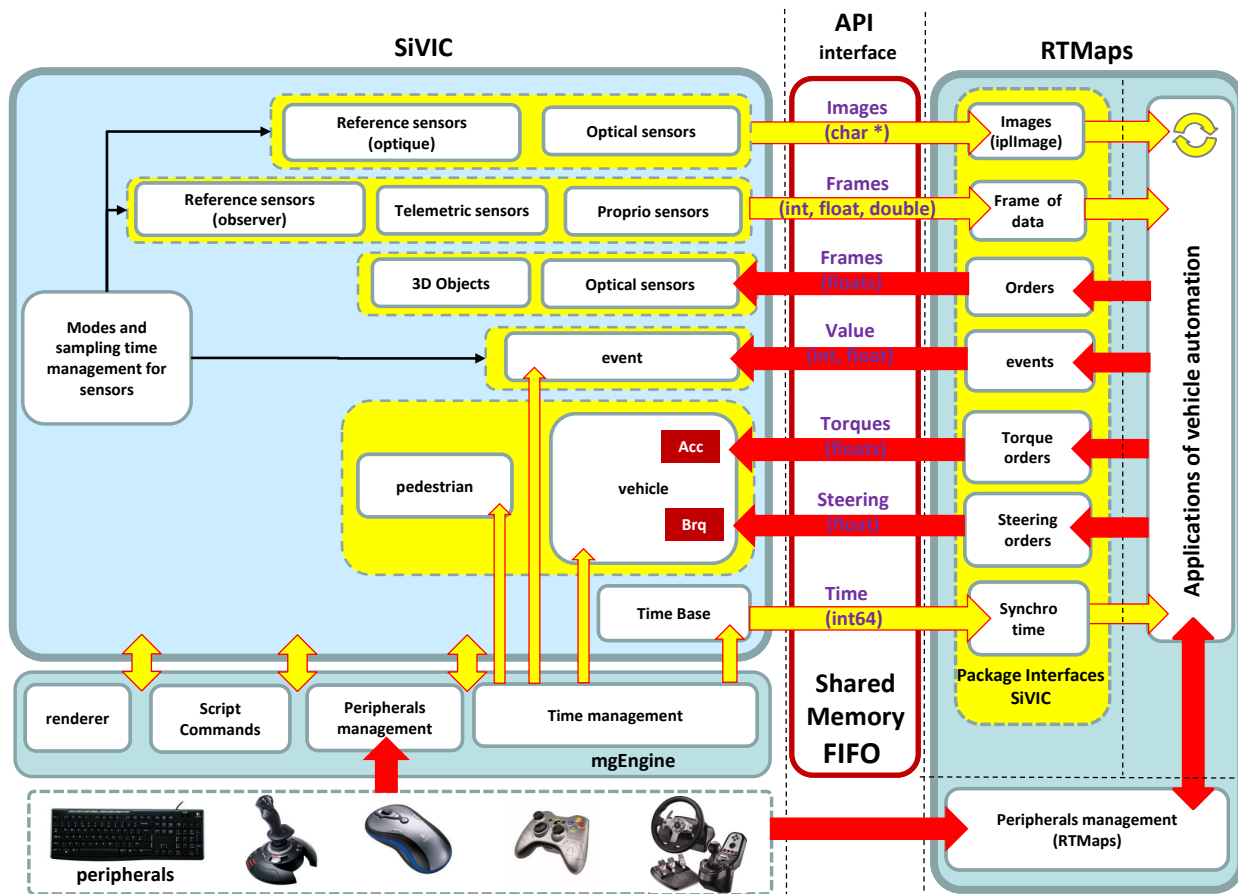 SiVIC
API
interface
RTMaps
Reference sensors
(optique)
Optical sensors
Images
(char *)
Images
(iplImage)
Reference sensors
(observer)
Telemetric sensors
Proprio sensors
Frames
(int, float, double)
Frame of
data
3D Objects
Optical sensors
Frames
(floats)
Orders
Modes and
sampling time
management for
sensors
event
Value
(int, float)
events
pedestrian
vehicle
Acc
Brq
Torques
(floats)
Torque
orders
Steering
(float)
Steering
orders
Time Base
Time
(int64)
Synchro
time
Applications of vehicle automation
Package Interfaces
SiVIC
renderer
Script
Commands
Peripherals
management
Time management
mgEngine
Shared
Memory
FIFO
peripherals
Peripherals management
(RTMaps)